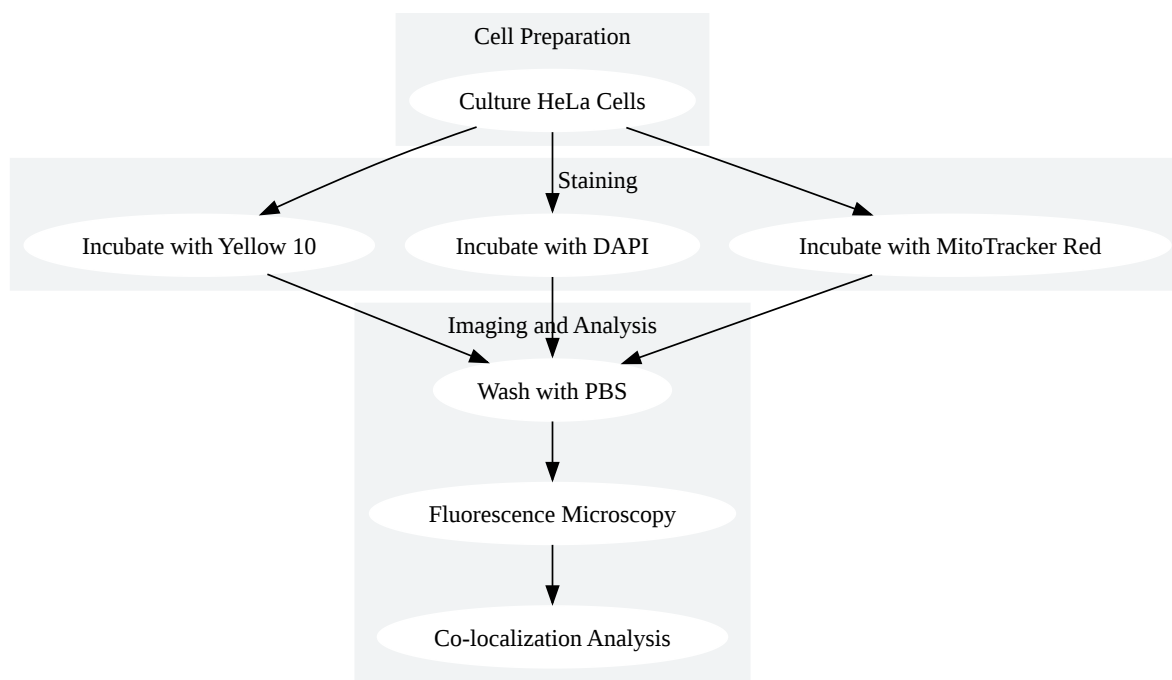 Cell Preparation
Culture HeLa Cells
Staining
Incubate with Yellow 10
Incubate with DAPI
Incubate with MitoTracker Red
Imaging and Analysis
Wash with PBS
Fluorescence Microscopy
Co-localization Analysis